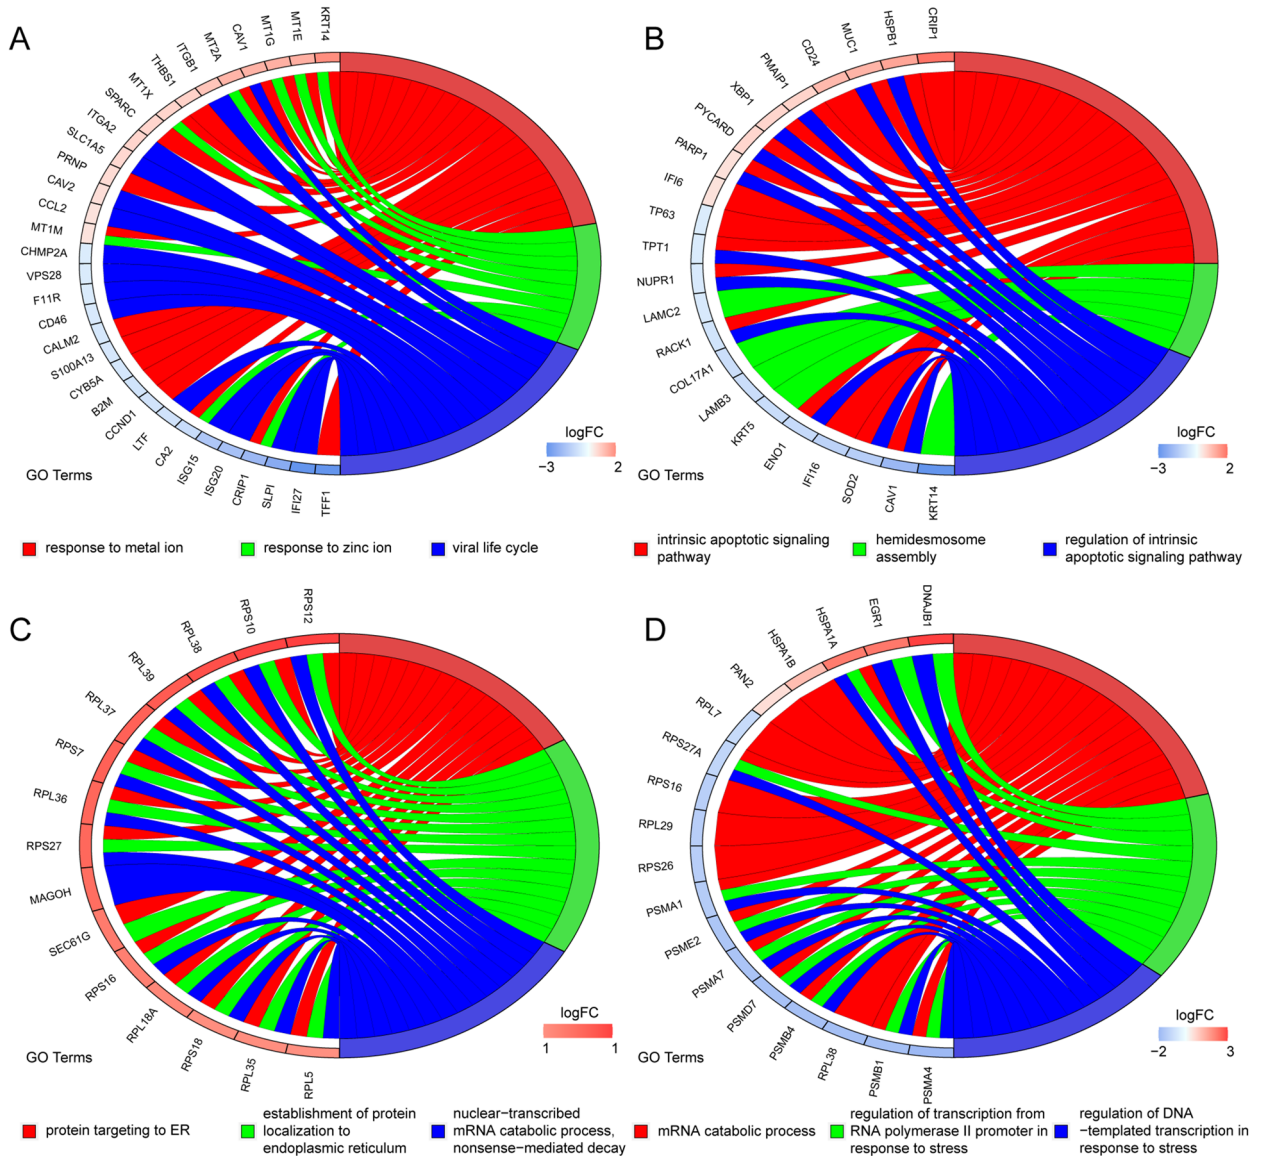 A
KRT14
MT1E
MT1G
CAV1
MT2A
ITGB1
THBS1
MT1X
SPARC
ITGA2
SLC1A5
PRNP
CAV2
CCL2
MT1M
CHMP2A
VPS28
F11R
CD46
CALM2
S100A13
CYB5A
B2M
CCND1
LTF
CA2
ISG15
ISG20
CRIP1
SLPI
IFI27
TFF1
logFC
−3 2
GO Terms
response to metal ion
response to zinc ion
viral life cycle
B
CRIP1
HSPB1
MUC1
CD24
PMAIP1
XBP1
PYCARD
PARP1
IFI6
TP63
TPT1
NUPR1
LAMC2
RACK1
COL17A1
LAMB3
KRT5
ENO1
IFI16
SOD2
CAV1
KRT14
logFC
−3 2
GO Terms
intrinsic apoptotic signaling
pathway
hemidesmosome
assembly
regulation of intrinsic
apoptotic signaling pathway
C
RPS12
RPS10
RPL38
RPL39
RPL37
RPS7
RPL36
RPS27
MAGOH
SEC61G
RPS16
RPL18A
RPS18
RPL35
RPL5
logFC
1 1
GO Terms
protein targeting to ER
establishment of protein
localization to
endoplasmic reticulum
nuclear−transcribed
mRNA catabolic process,
nonsense−mediated decay
D
DNAJB1
EGR1
HSPA1A
HSPA1B
PAN2
RPL7
RPS27A
RPS16
RPL29
RPS26
PSMA1
PSME2
PSMA7
PSMD7
PSMB4
RPL38
PSMB1
PSMA4
logFC
−2 3
GO Terms
mRNA catabolic process
regulation of transcription from
RNA polymerase II promoter in
response to stress
regulation of DNA
−templated transcription in
response to stress